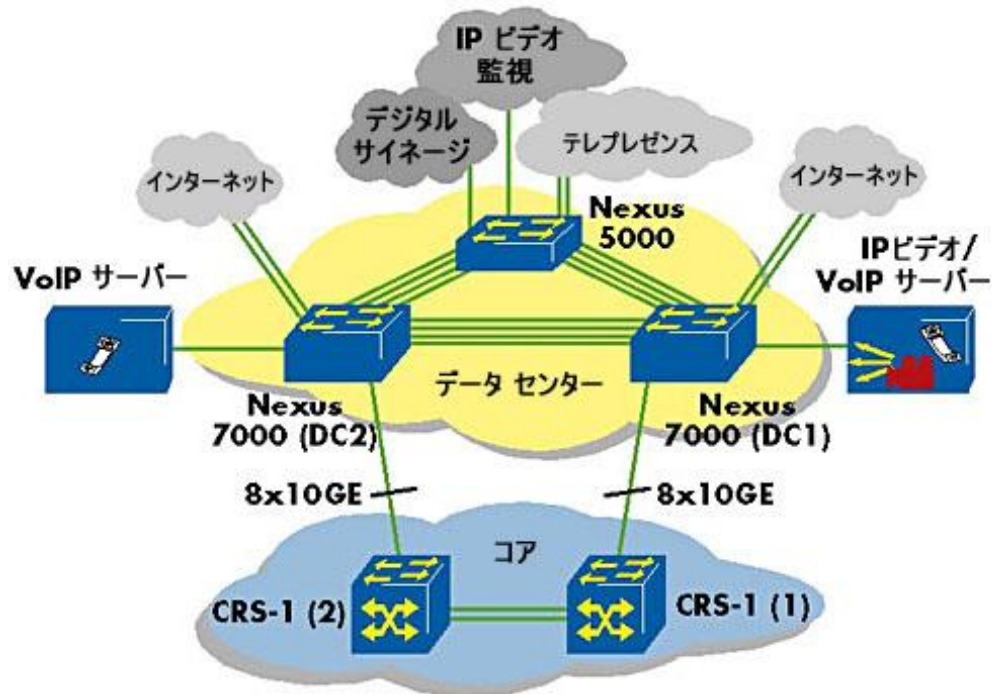 IP ビデオ
監視
デジタル
サイネージ
テレプレゼンス
インターネット
インターネット
Nexus
5000
VoIP サーバー
IPビデオ/
VoIP サーバー
データ センター
Nexus
7000 (DC2)
Nexus
7000 (DC1)
8x10GE
8x10GE
コア
CRS-1 (2)
CRS-1 (1)